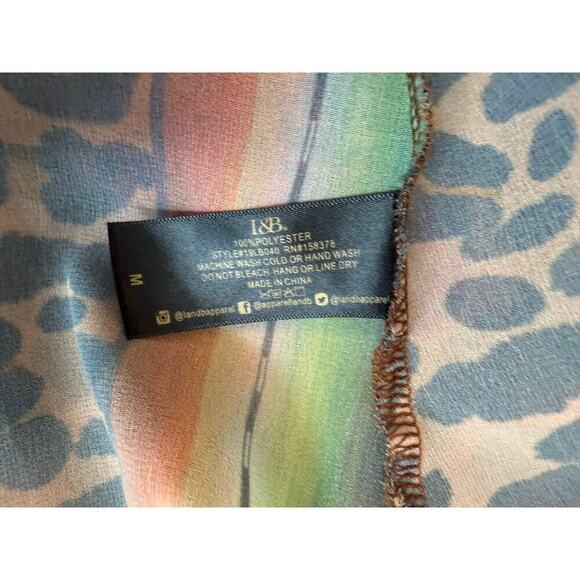 I&B®
100%POLYESTER
STYLE#19LB040 RN#158378
MACHINE WASH COLD OR HAND WASH
DO NOT BLEACH HANG OR LINE DRY
MADE IN CHINA
@landbapparel @apparellandb @landbapparel
M